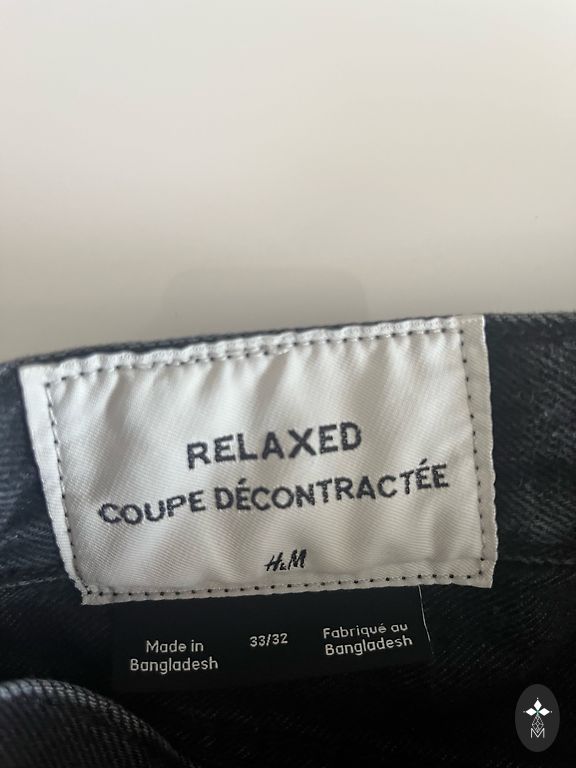 RELAXED
COUPE DÉCONTRACTÉE
H&M
Made in
Bangladesh
33/32
Fabriqué au
Bangladesh
M